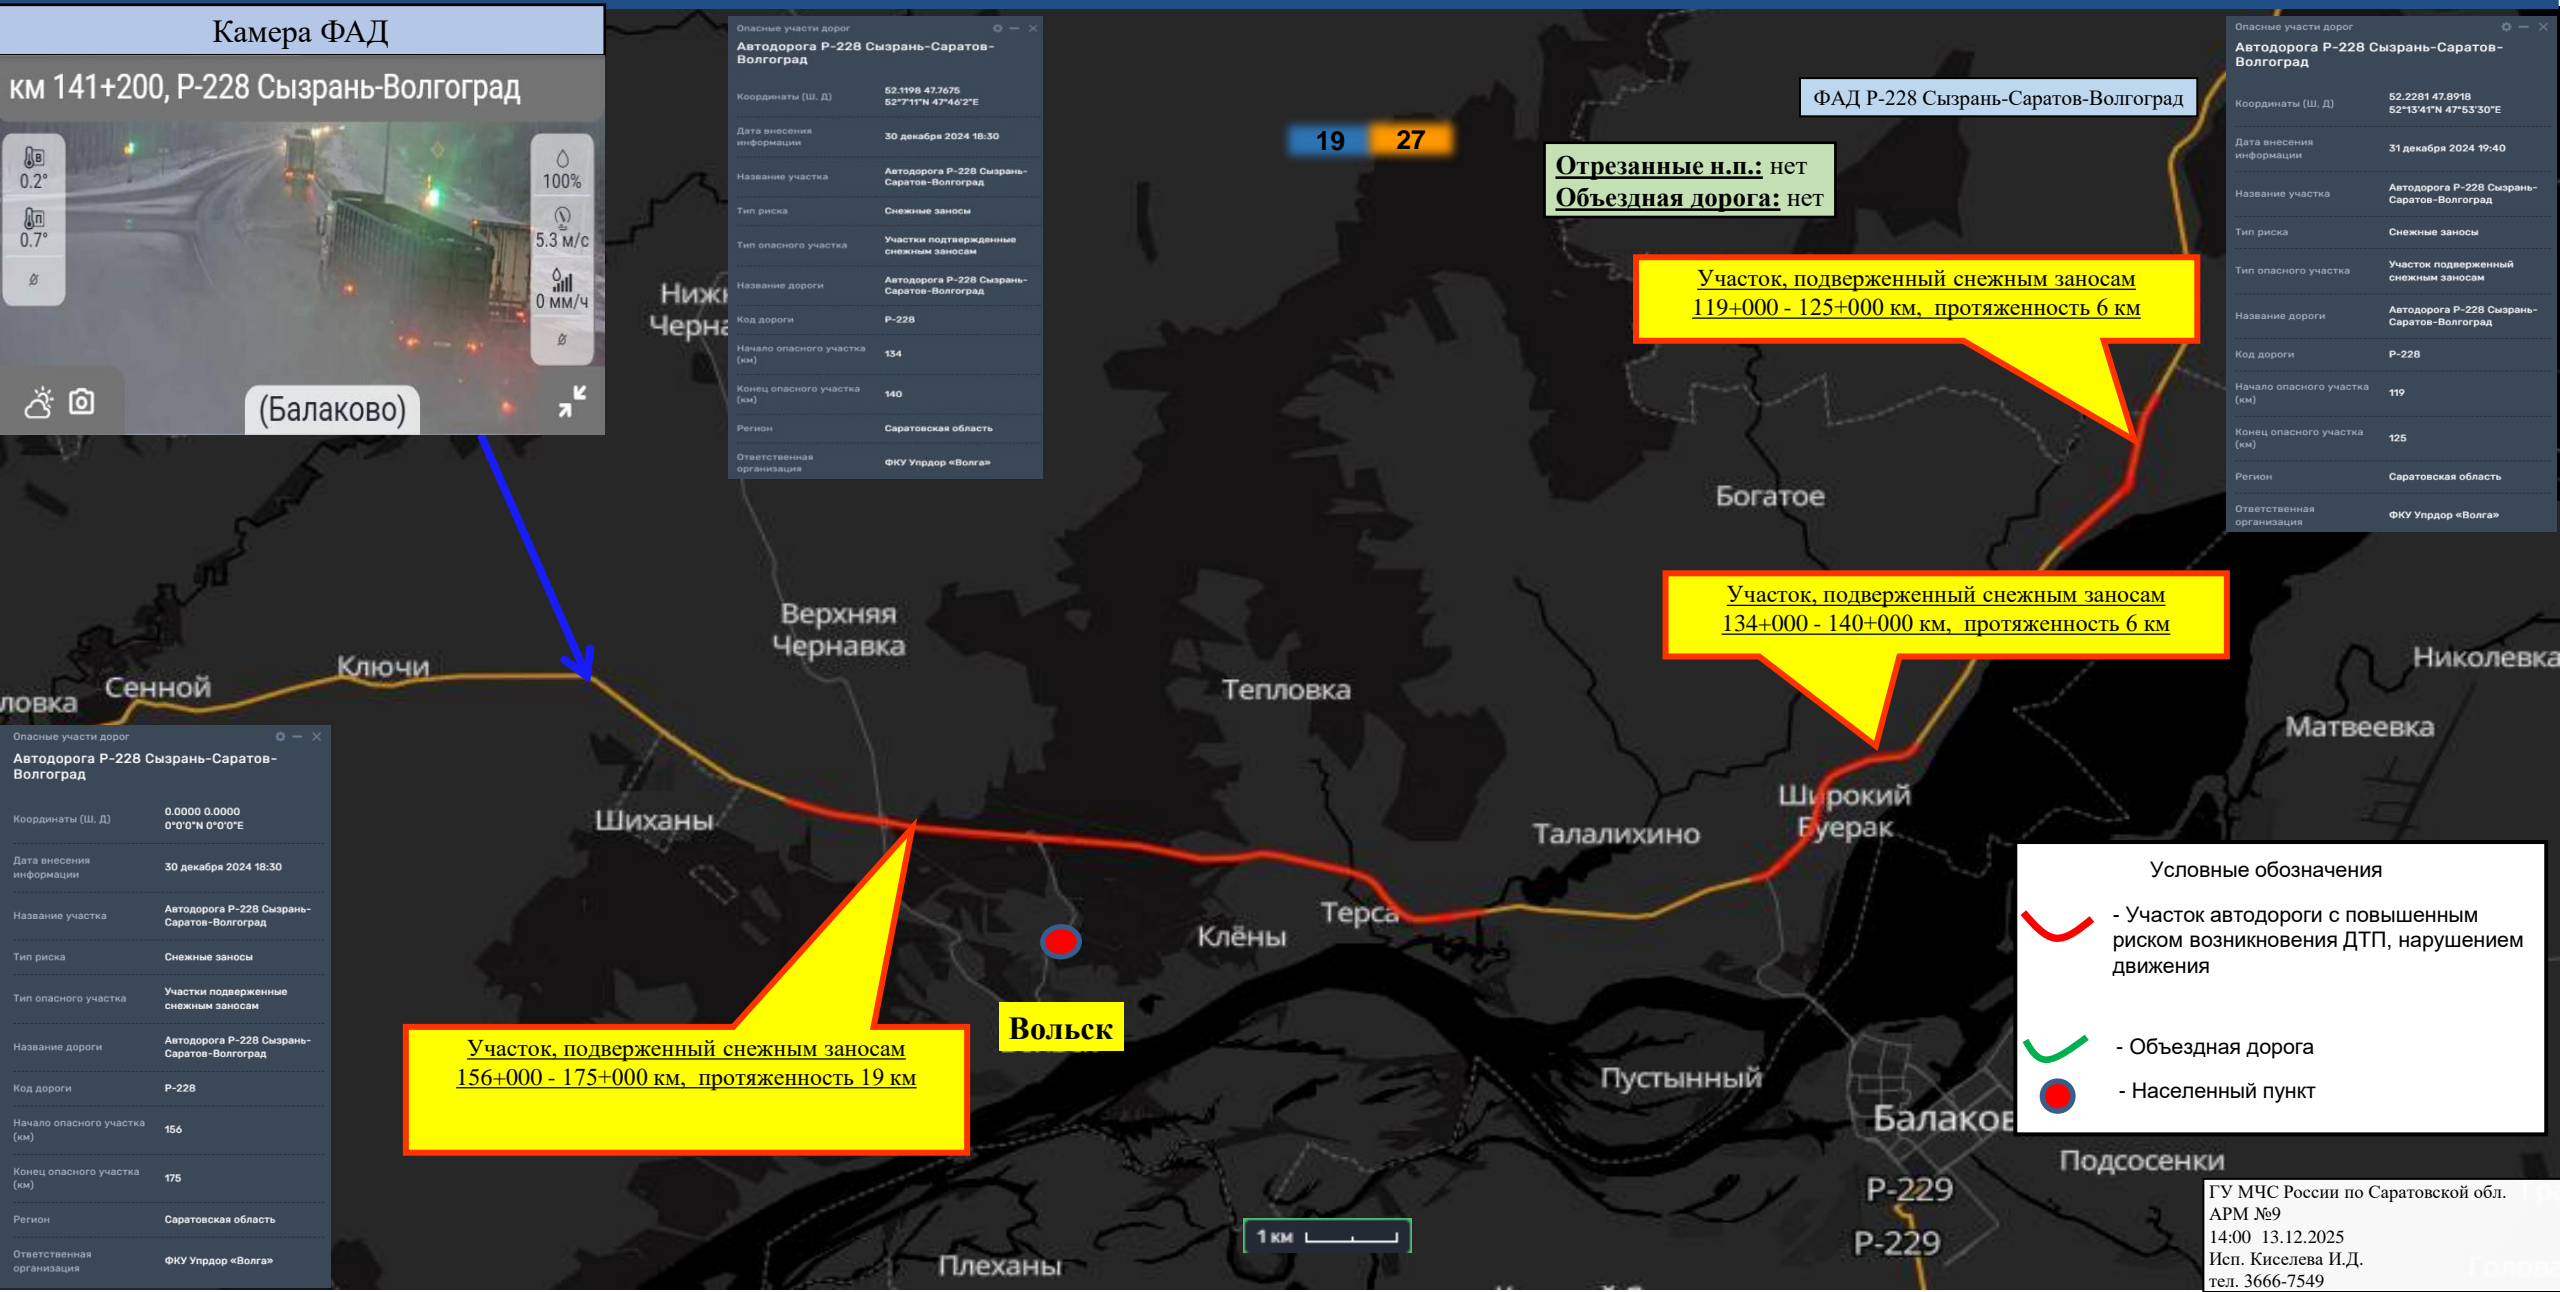 Камера ФАД
км 141+200, Р-228 Сызрань-Волгоград
В
0.2°
П
0.7°
100%
5.3 м/с
0 мм/ч
(Балаково)
Опасные участи дорог
Автодорога Р-228 Сызрань-Саратов-
Волгоград
Координаты (Ш, Д)
52.1198 47.7675
52°7'11"N 47°46'2"E
Дата внесения
информации
30 декабря 2024 18:30
Название участка
Автодорога Р-228 Сызрань-
Саратов-Волгоград
Тип риска
Снежные заносы
Тип опасного участка
Участки подтвержденные
снежным заносам
Название дороги
Автодорога Р-228 Сызрань-
Саратов-Волгоград
Код дороги
Р-228
Начало опасного участка
(км)
134
Конец опасного участка
(км)
140
Регион
Саратовская область
Ответственная
организация
ФКУ Упрдор «Волга»
19 27
ФАД Р-228 Сызрань-Саратов-Волгоград
Отрезанные н.п.: нет
Объездная дорога: нет
Опасные участи дорог
Автодорога Р-228 Сызрань-Саратов-
Волгоград
Координаты (Ш, Д)
52.2281 47.8918
52°13'41"N 47°53'30"E
Дата внесения
информации
31 декабря 2024 19:40
Название участка
Автодорога Р-228 Сызрань-
Саратов-Волгоград
Тип риска
Снежные заносы
Тип опасного участка
Участок подверженный
снежным заносам
Название дороги
Автодорога Р-228 Сызрань-
Саратов-Волгоград
Код дороги
Р-228
Начало опасного участка
(км)
119
Конец опасного участка
(км)
125
Регион
Саратовская область
Ответственная
организация
ФКУ Упрдор «Волга»
Участок, подверженный снежным заносам
119+000 - 125+000 км, протяженность 6 км
Участок, подверженный снежным заносам
134+000 - 140+000 км, протяженность 6 км
Богатое
Верхняя
Чернавка
Ключи
Сенной
Тепловка
Николевка
Матвеевка
Шиханы
Широкий
Буерак
Талалихино
Терса
Клёны
Вольск
Участок, подверженный снежным заносам
156+000 - 175+000 км, протяженность 19 км
Опасные участи дорог
Автодорога Р-228 Сызрань-Саратов-
Волгоград
Координаты (Ш, Д)
0.0000 0.0000
0°0'0"N 0°0'0"E
Дата внесения
информации
30 декабря 2024 18:30
Название участка
Автодорога Р-228 Сызрань-
Саратов-Волгоград
Тип риска
Снежные заносы
Тип опасного участка
Участки подверженные
снежным заносам
Название дороги
Автодорога Р-228 Сызрань-
Саратов-Волгоград
Код дороги
Р-228
Начало опасного участка
(км)
156
Конец опасного участка
(км)
175
Регион
Саратовская область
Ответственная
организация
ФКУ Упрдор «Волга»
Условные обозначения
- Участок автодороги с повышенным
риском возникновения ДТП, нарушением
движения
- Объездная дорога
- Населенный пункт
Пустынный
Балаков
Подсосенки
Р-229
Р-229
Плеханы
1 км
ГУ МЧС России по Саратовской обл.
АРМ №9
14:00 13.12.2025
Исп. Киселева И.Д.
тел. 3666-7549